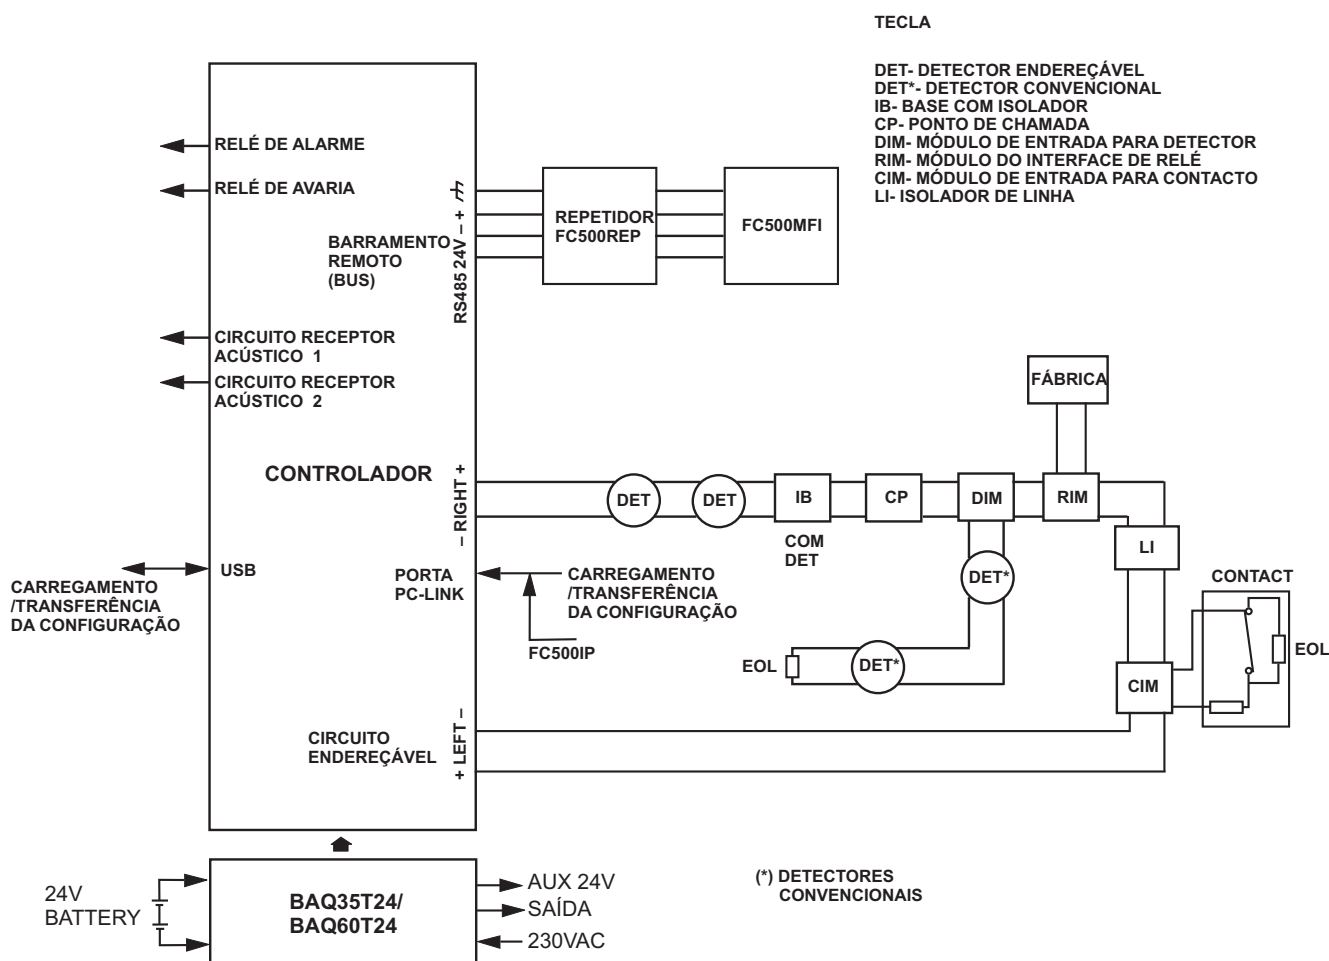 TECLA
DET- DETECTOR ENDEREÇÁVEL
DET*- DETECTOR CONVENCIONAL
IB- BASE COM ISOLADOR
CP- PONTO DE CHAMADA
DIM- MÓDULO DE ENTRADA PARA DETECTOR
RIM- MÓDULO DO INTERFACE DE RELÉ
CIM- MÓDULO DE ENTRADA PARA CONTACTO
LI- ISOLADOR DE LINHA
RELÉ DE ALARME
RELÉ DE AVARIA
BARRAMENTO
REMOTO
(BUS)
RS485 24V – +
REPETIDOR
FC500REP
FC500MFI
CIRCUITO RECEPTOR
ACÚSTICO 1
CIRCUITO RECEPTOR
ACÚSTICO 2
FÁBRICA
CONTROLADOR
– RIGHT +
DET
DET
IB
CP
DIM
RIM
COM
DET
LI
USB
CARREGAMENTO
/TRANSFERÊNCIA
DA CONFIGURAÇÃO
PORTA
PC-LINK
CARREGAMENTO
/TRANSFERÊNCIA
DA CONFIGURAÇÃO
FC500IP
DET*
CONTACT
EOL
EOL
DET*
CIM
CIRCUITO
ENDEREÇÁVEL
+ LEFT –
24V
BATTERY
BAQ35T24/
BAQ60T24
AUX 24V
SAÍDA
230VAC
(*) DETECTORES
CONVENCIONAIS